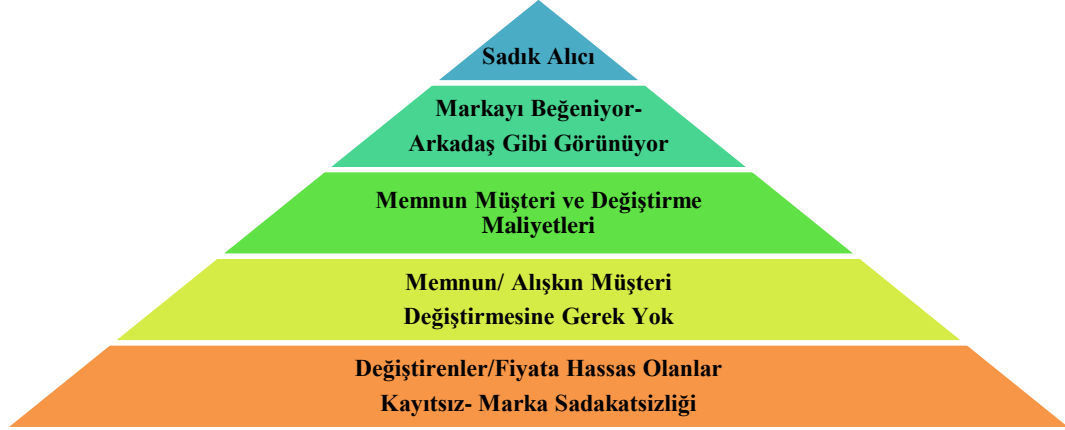 Sadık Alıcı
Markayı Beğeniyor-
Arkadaş Gibi Görünüyor
Memnun Müşteri ve Değiştirme
Maliyetleri
Memnun/ Alışkın Müşteri
Değiştirmesine Gerek Yok
Değiştirenler/Fiyata Hassas Olanlar
Kayıtsız- Marka Sadakatsizliği